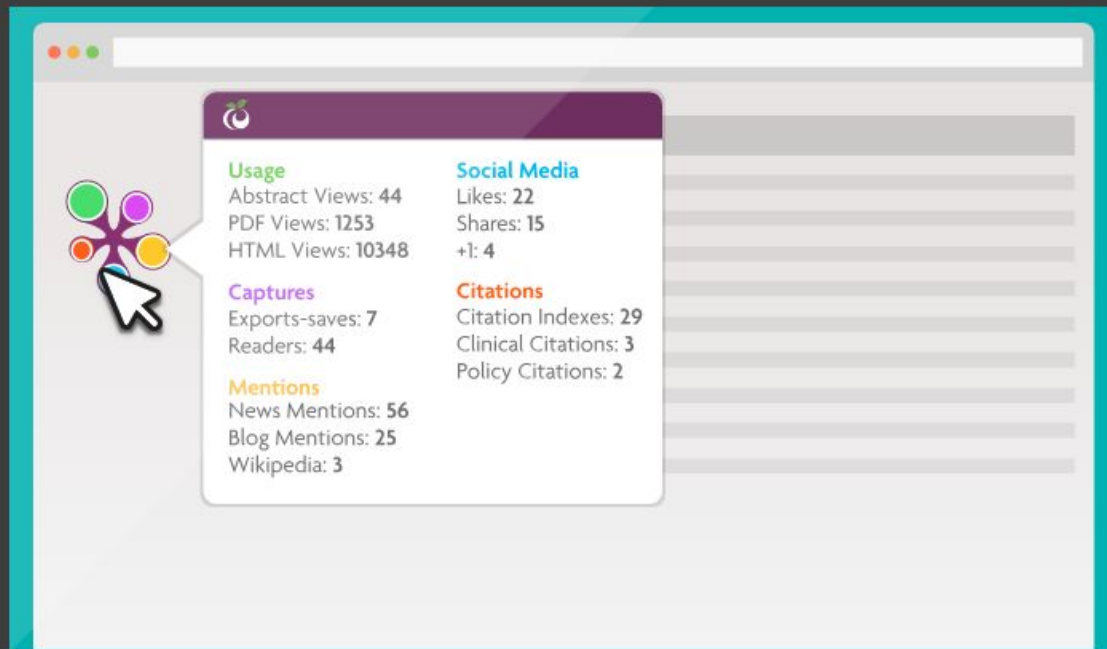 Usage
Abstract Views: 44
PDF Views: 1253
HTML Views: 10348
Captures
Exports-saves: 7
Readers: 44
Mentions
News Mentions: 56
Blog Mentions: 25
Wikipedia: 3
Social Media
Likes: 22
Shares: 15
+1: 4
Citations
Citation Indexes: 29
Clinical Citations: 3
Policy Citations: 2